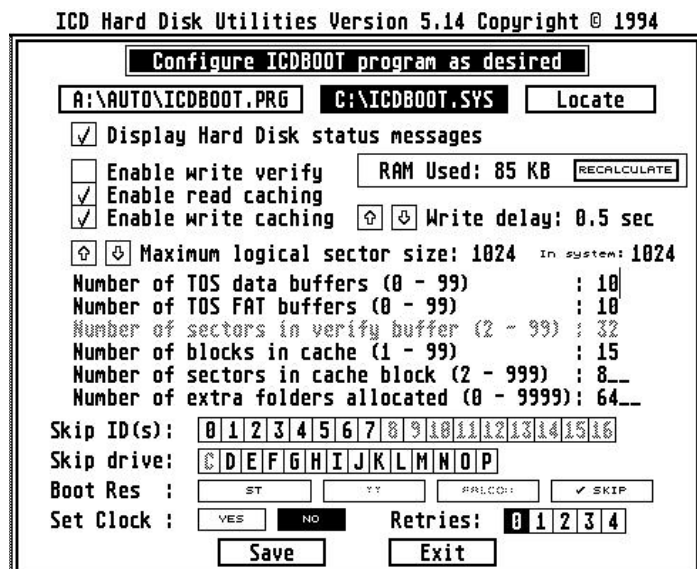 ICD Hard Disk Utilities Version 5.14 Copyright © 1994
Configure ICDBOOT program as desired
A:\AUTO\ICDBOOT.PRG C:\ICDBOOT.SYS Locate
✓ Display Hard Disk status messages
Enable write verify RAM Used: 85 KB RECALCULATE
✓ Enable read caching
✓ Enable write caching ⇧ ⇩ Write delay: 0.5 sec
⇧ ⇩ Maximum logical sector size: 1024 In system: 1024
Number of TOS data buffers (0 - 99) : 10
Number of TOS FAT buffers (0 - 99) : 10
Number of sectors in verify buffer (2 - 99) : 32
Number of blocks in cache (1 - 99) : 15
Number of sectors in cache block (2 - 999) : 8__
Number of extra folders allocated (0 - 9999): 64__
Skip ID(s): 0 1 2 3 4 5 6 7 8 9 10 11 12 13 14 15 16
Skip drive: C D E F G H I J K L M N O P
Boot Res : ST TT FALCON ✓ SKIP
Set Clock : YES NO Retries: 0 1 2 3 4
Save Exit